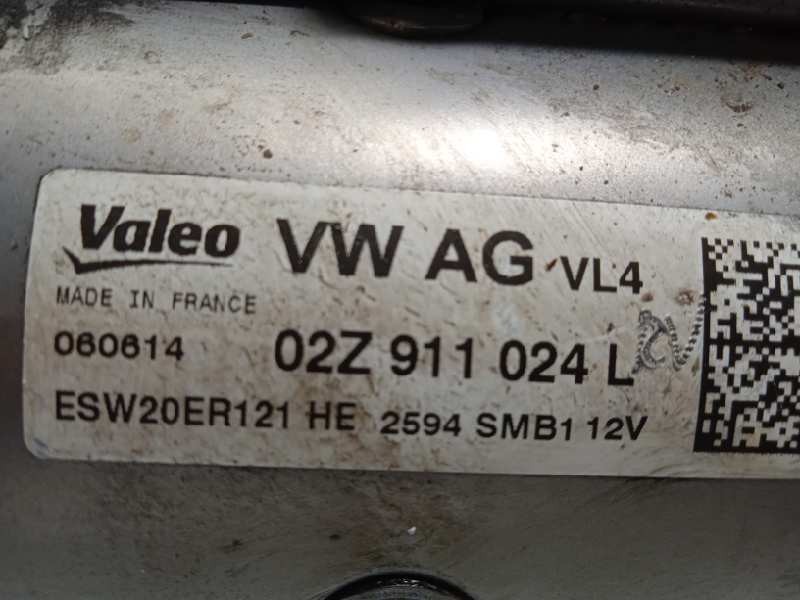 Valeo VW AG VL4
MADE IN FRANCE
060614 02Z 911 024 L
ESW20ER121 HE 2594 SMB1 12V